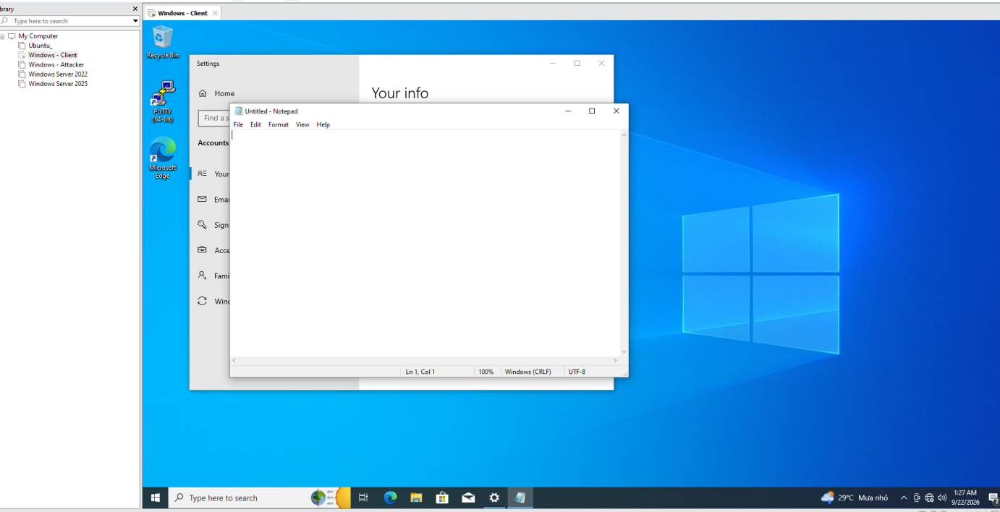 brary
Type here to search
My Computer
Ubuntu_
Windows - Client
Windows - Attacker
Windows Server 2022
Windows Server 2025
Windows - Client
Recycle Bin
PuTTY
(64-bit)
Microsoft
Edge
Settings
Home
Find a s
Accounts
Your
Emai
Sign
Acce
Fami
Wind
Your info
Untitled - Notepad
File Edit Format View Help
Ln 1, Col 1 100% Windows (CRLF) UTF-8
Type here to search
29°C Mưa nhỏ
1:27 AM
9/22/2026
2